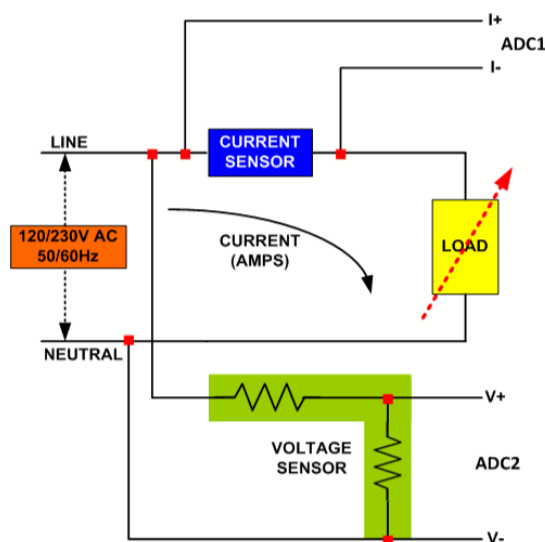 I+
ADC1
I-
LINE
CURRENT
SENSOR
120/230V AC
50/60Hz
CURRENT
(AMPS)
LOAD
NEUTRAL
V+
VOLTAGE
SENSOR
ADC2
V-